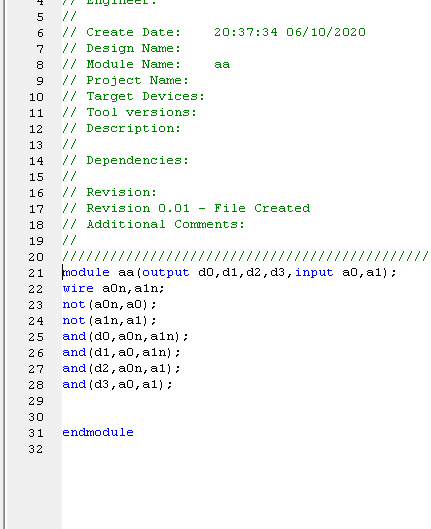 4 // Engineer:
5 //
6 // Create Date:    20:37:34 06/10/2020
7 // Design Name:
8 // Module Name:    aa
9 // Project Name:
10 // Target Devices:
11 // Tool versions:
12 // Description:
13 //
14 // Dependencies:
15 //
16 // Revision:
17 // Revision 0.01 - File Created
18 // Additional Comments:
19 //
20 ///////////////////////////////////////////////
21 module aa(output d0,d1,d2,d3,input a0,a1);
22 wire a0n,a1n;
23 not(a0n,a0);
24 not(a1n,a1);
25 and(d0,a0n,a1n);
26 and(d1,a0,a1n);
27 and(d2,a0n,a1);
28 and(d3,a0,a1);
29
30
31 endmodule
32